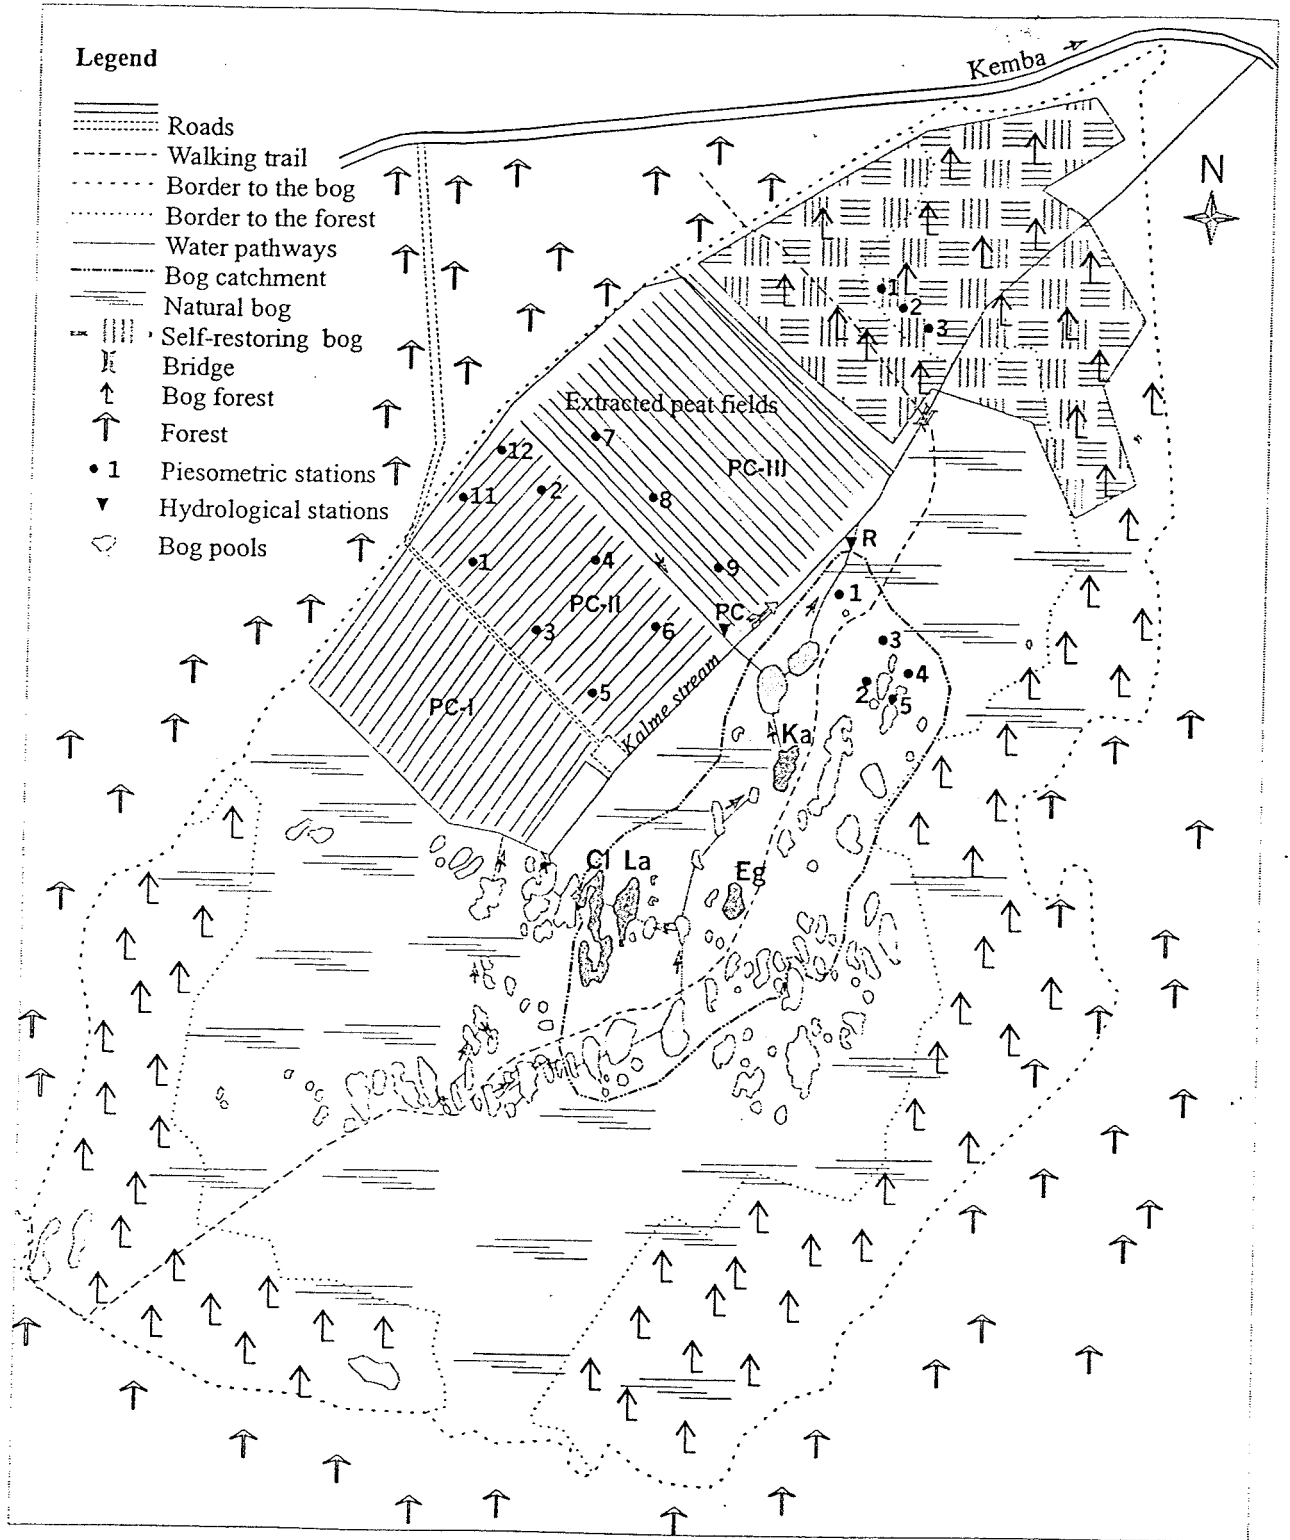 Legend
Roads
Walking trail
Border to the bog
Border to the forest
Water pathways
Bog catchment
Natural bog
Self-restoring bog
Bridge
Bog forest
Forest
1 Piesometric stations
Hydrological stations
Bog pools
Kemba
N
1
2
3
Extracted peat fields
7
12
PC-III
11
2
8
R
1
4
9
1
PC-II
PC
3
6
3
4
2
5
5
PC-I
Kalme stream
Ka
Cl La
Eg